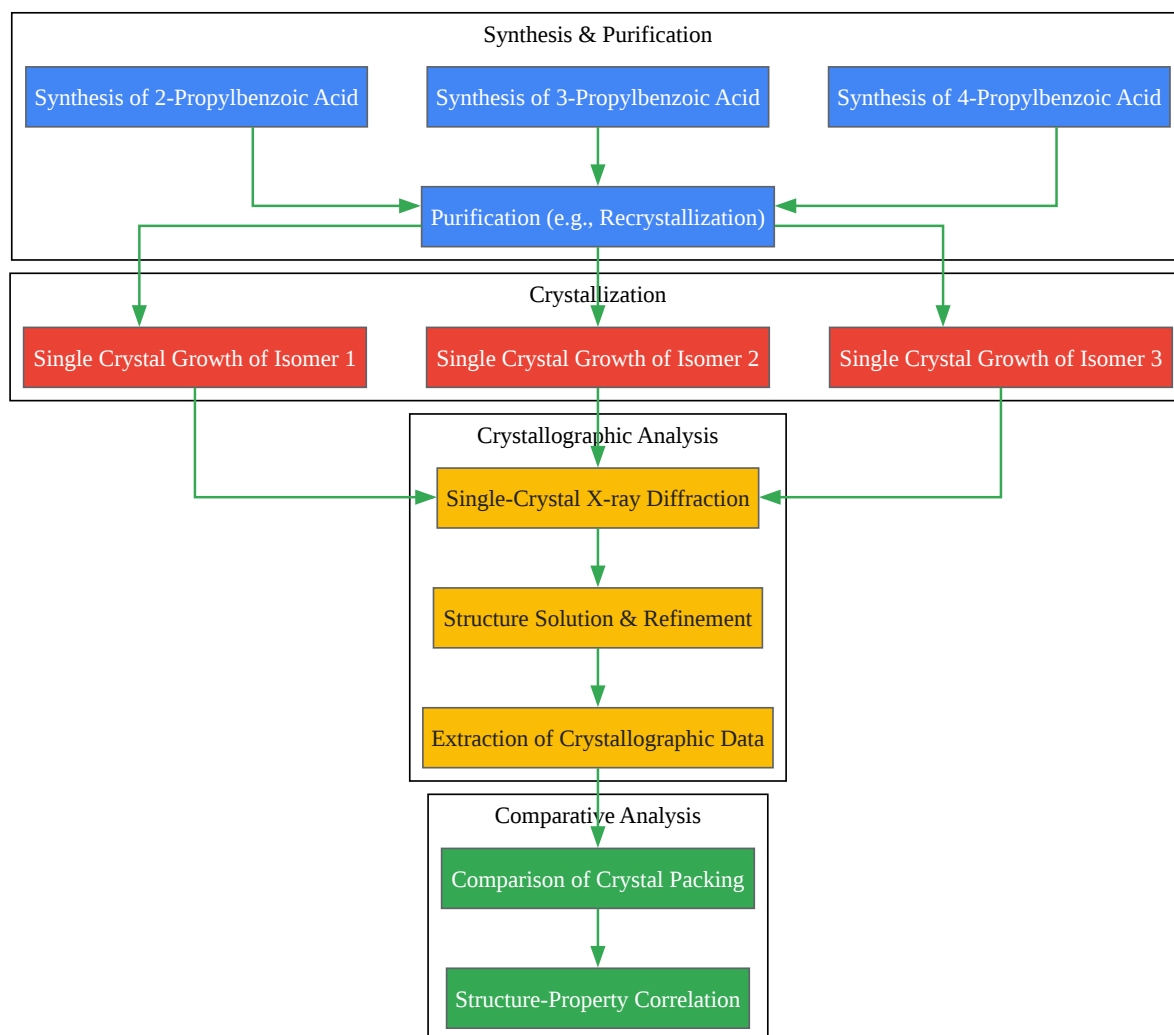 Synthesis & Purification
Synthesis of 2-Propylbenzoic Acid
Synthesis of 3-Propylbenzoic Acid
Synthesis of 4-Propylbenzoic Acid
Purification (e.g., Recrystallization)
Crystallization
Single Crystal Growth of Isomer 1
Single Crystal Growth of Isomer 2
Single Crystal Growth of Isomer 3
Crystallographic Analysis
Single-Crystal X-ray Diffraction
Structure Solution & Refinement
Extraction of Crystallographic Data
Comparative Analysis
Comparison of Crystal Packing
Structure-Property Correlation